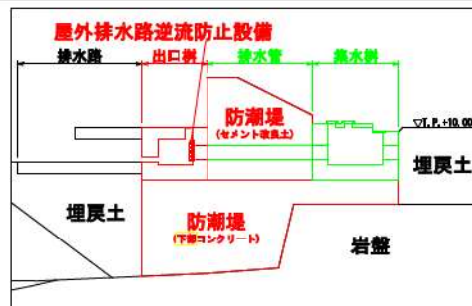 屋外排水路逆流防止設備
排水路
出口桝
排水管
集水桝
防潮堤
(セメント改良土)
▽T.P.+10.00
埋戻土
埋戻土
防潮堤
(下部コンクリート)
岩盤